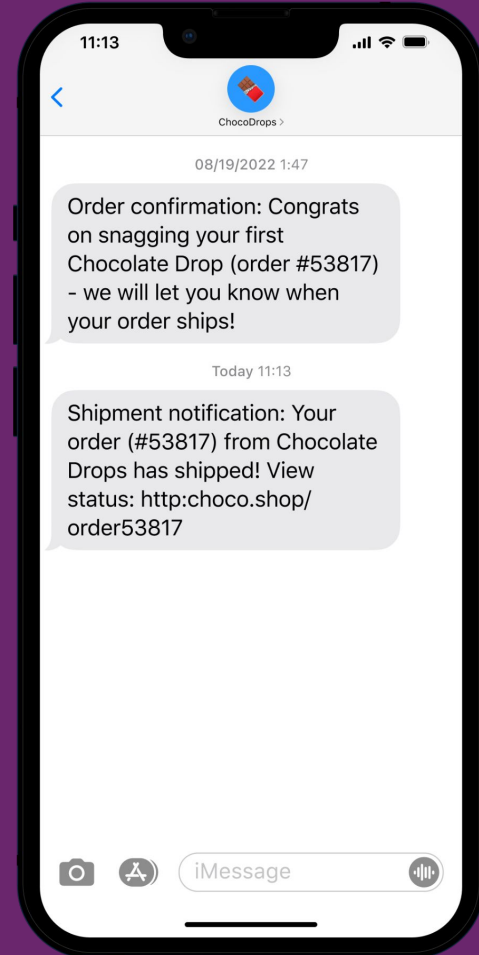 11:13
ChocoDrops >
08/19/2022 1:47
Order confirmation: Congrats
on snagging your first
Chocolate Drop (order #53817)
- we will let you know when
your order ships!
Today 11:13
Shipment notification: Your
order (#53817) from Chocolate
Drops has shipped! View
status: http:choco.shop/
order53817
iMessage